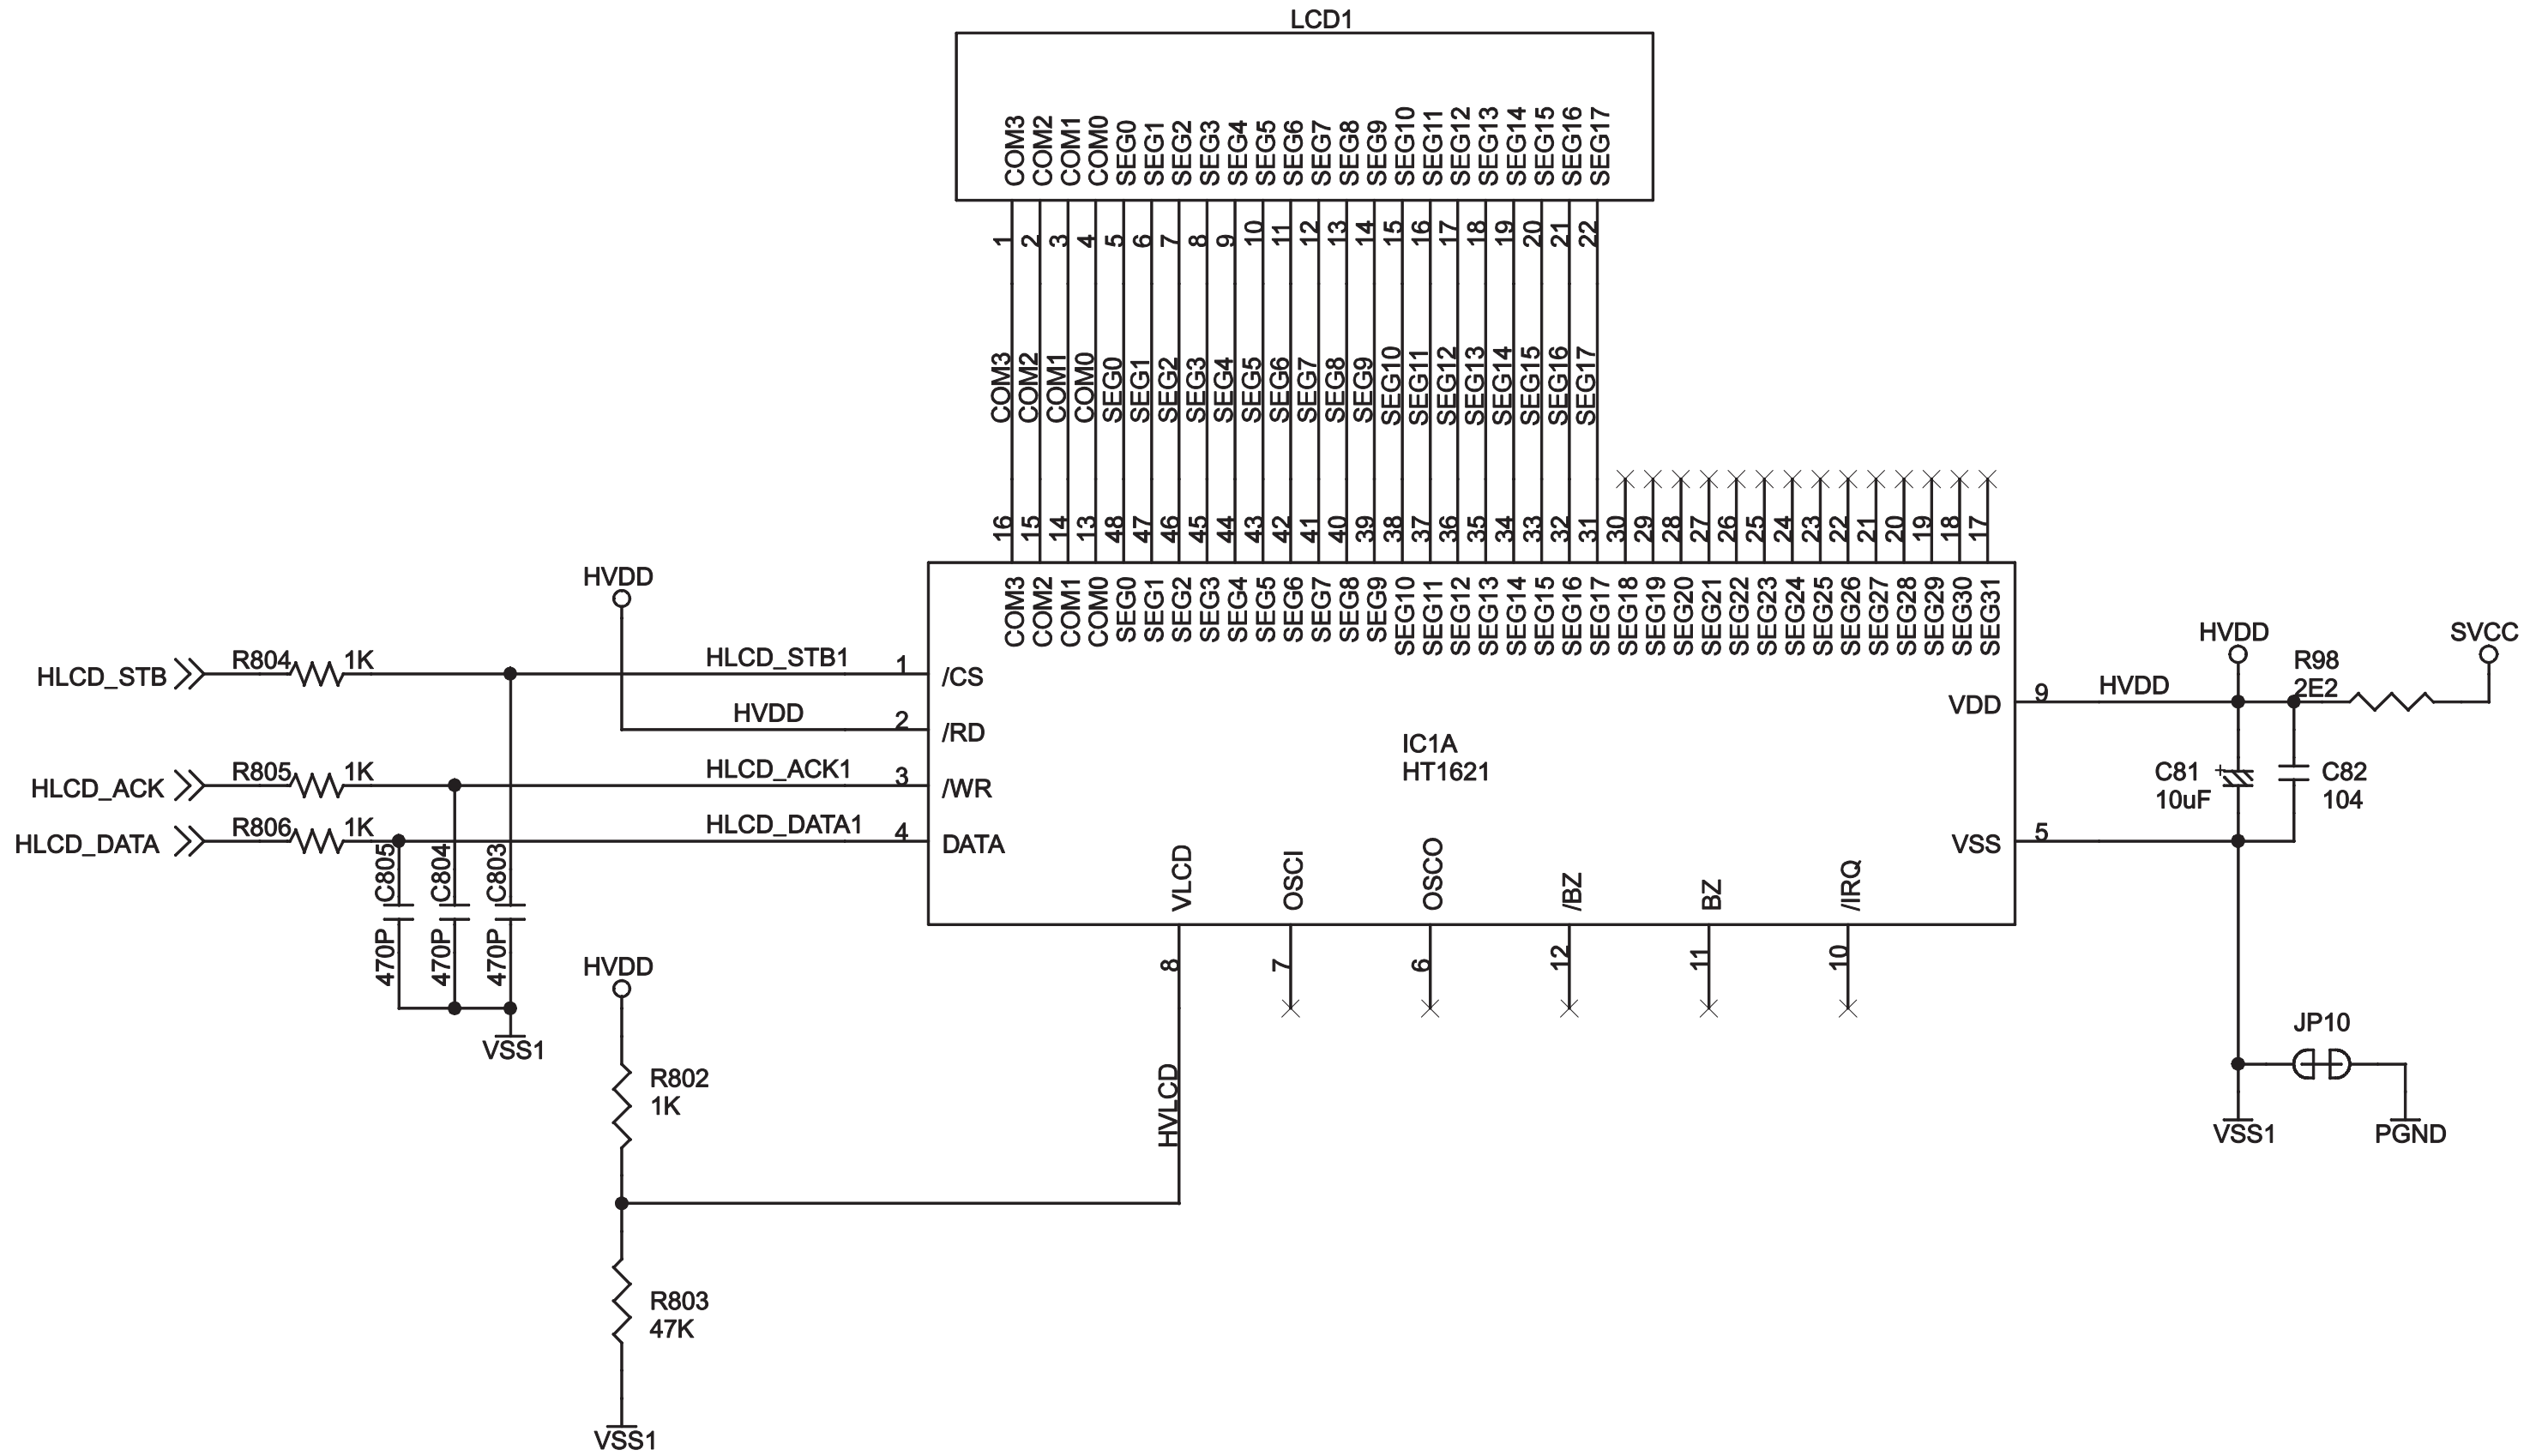 LCD1
COM3
COM2
COM1
COM0
SEG0
SEG1
SEG2
SEG3
SEG4
SEG5
SEG6
SEG7
SEG8
SEG9
SEG10
SEG11
SEG12
SEG13
SEG14
SEG15
SEG16
SEG17
1
2
3
4
5
6
7
8
9
10
11
12
13
14
15
16
17
18
19
20
21
22
COM3
COM2
COM1
COM0
SEG0
SEG1
SEG2
SEG3
SEG4
SEG5
SEG6
SEG7
SEG8
SEG9
SEG10
SEG11
SEG12
SEG13
SEG14
SEG15
SEG16
SEG17
16
15
14
13
48
47
46
45
44
43
42
41
40
39
38
37
36
35
34
33
32
31
30
29
28
27
26
25
24
23
22
21
20
19
18
17
COM3
COM2
COM1
COM0
SEG0
SEG1
SEG2
SEG3
SEG4
SEG5
SEG6
SEG7
SEG8
SEG9
SEG10
SEG11
SEG12
SEG13
SEG14
SEG15
SEG16
SEG17
SEG18
SEG19
SEG20
SEG21
SEG22
SEG23
SEG24
SEG25
SEG26
SEG27
SEG28
SEG29
SEG30
SEG31
HVDD
HLCD_STB
R804
1K
HLCD_STB1
1
/CS
HVDD
2
/RD
HLCD_ACK
R805
1K
HLCD_ACK1
3
/WR
HLCD_DATA
R806
1K
HLCD_DATA1
4
DATA
C805
C804
C803
470P
470P
470P
VSS1
IC1A
HT1621
VDD
9
HVDD
HVDD
R98
2E2
SVCC
C81
+
10uF
C82
104
VSS
5
VLCD
OSCI
OSCO
/BZ
BZ
/IRQ
8
7
6
12
11
10
HVDD
R802
1K
HVLCD
R803
47K
VSS1
JP10
VSS1
PGND